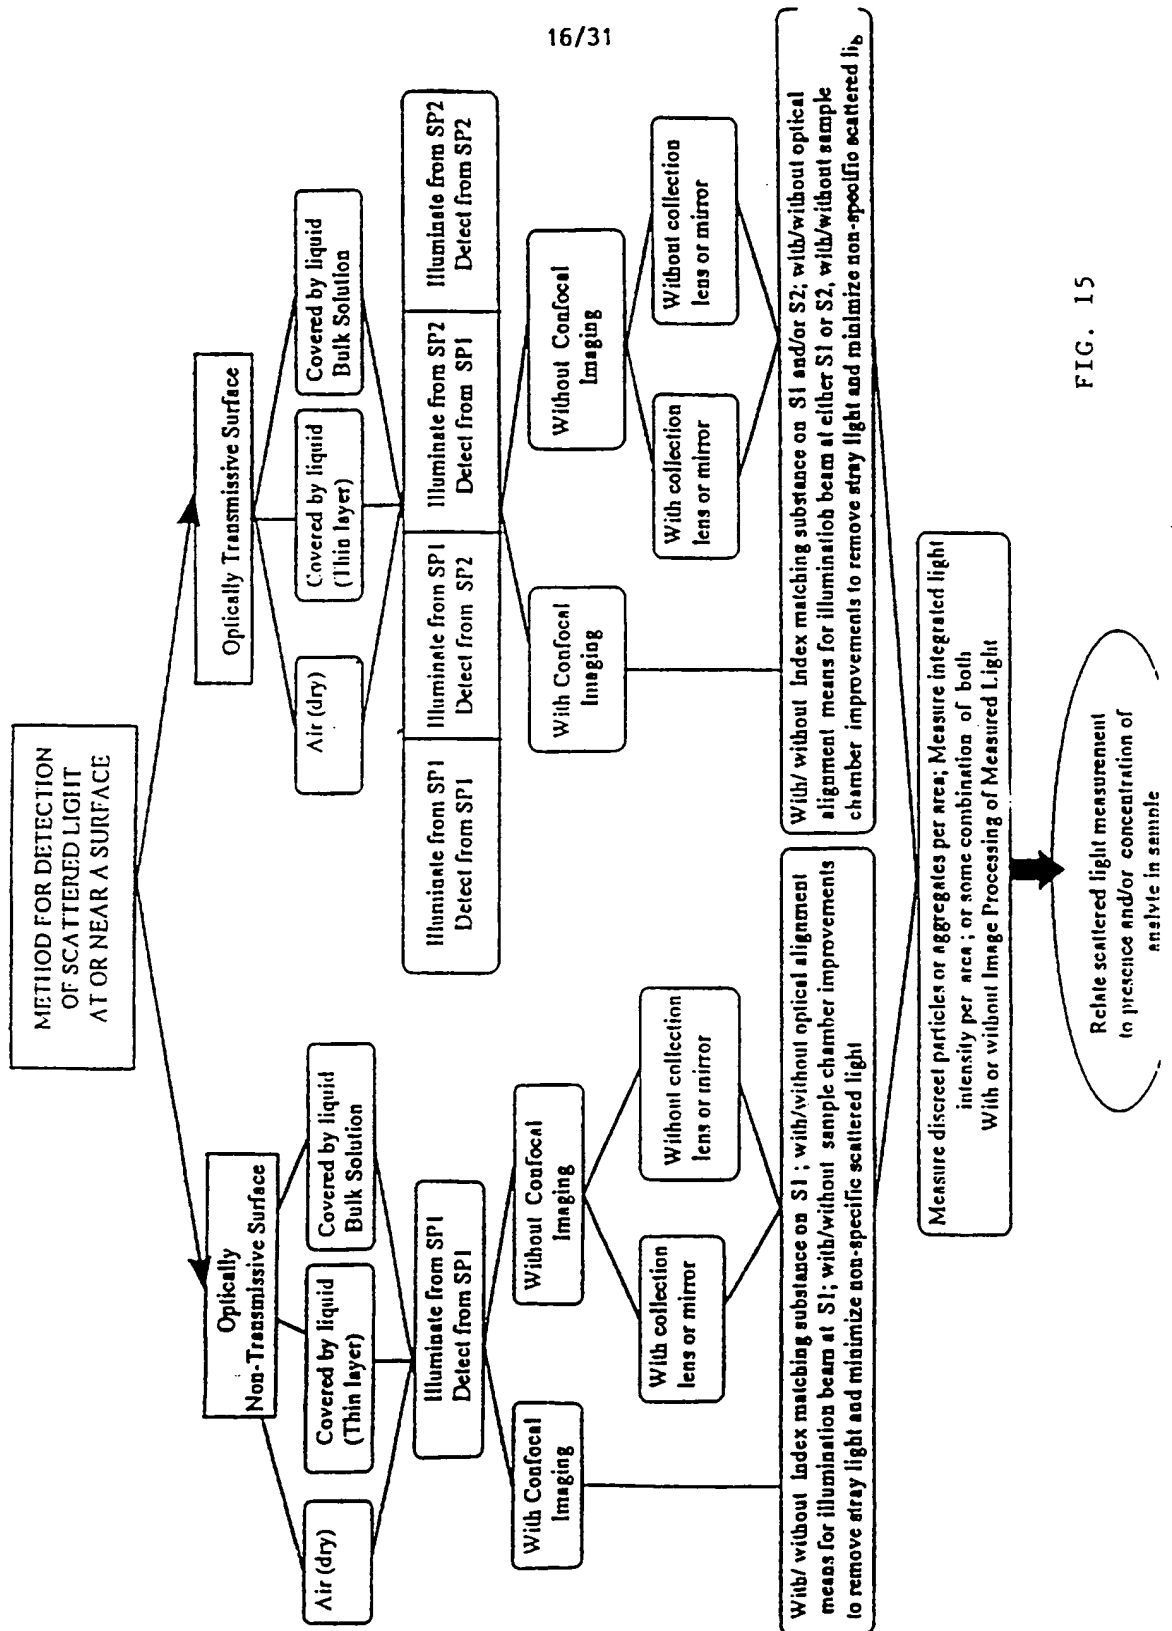 16/31
METHOD FOR DETECTION
OF SCATTERED LIGHT
AT OR NEAR A SURFACE
Optically
Non-Transmissive Surface
Air (dry)
Covered by liquid
(Thin layer)
Covered by liquid
Bulk Solution
Illuminate from SP1
Detect from SP1
With Confocal
Imaging
Without Confocal
Imaging
With collection
lens or mirror
Without collection
lens or mirror
With/ without Index matching substance on S1 ; with/without optical alignment
means for illumination beam at S1; with/without sample chamber improvements
to remove stray light and minimize non-specific scattered light
Optically Transmissive Surface
Air (dry)
Covered by liquid
(Thin layer)
Covered by liquid
Bulk Solution
Illuminate from SP1
Detect from SP1
Illuminate from SP1
Detect from SP2
Illuminate from SP2
Detect from SP1
Illuminate from SP2
Detect from SP2
With Confocal
Imaging
Without Confocal
Imaging
With collection
lens or mirror
Without collection
lens or mirror
With/ without Index matching substance on S1 and/or S2; with/without optical
alignment means for illumination beam at either S1 or S2, with/without sample
chamber improvements to remove stray light and minimize non-specific scattered
Measure discreet particles or aggregates per area; Measure integrated light
intensity per area ; or some combination of both
With or without Image Processing of Measured Light
Relate scattered light measurement
to presence and/or concentration of
analyte in sample
FIG. 15